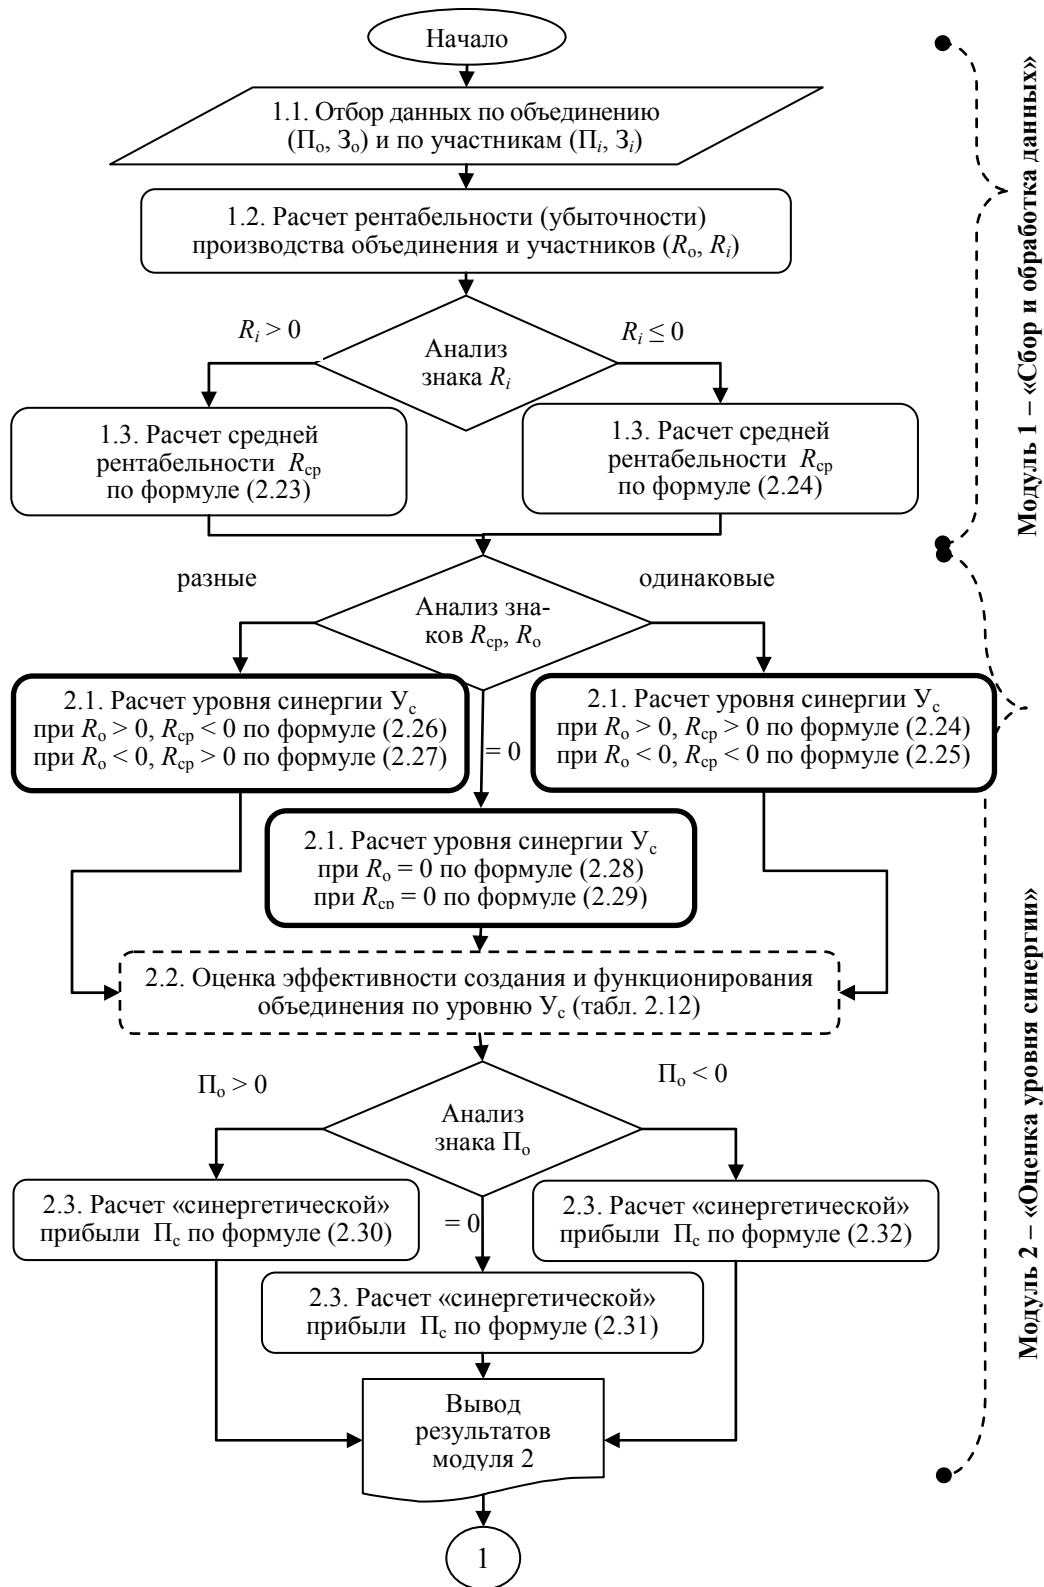 Начало
1.1. Отбор данных по объединению
(По, Зо) и по участникам (Пi, Зi)
1.2. Расчет рентабельности (убыточности)
производства объединения и участников (Rо, Ri)
Ri > 0
Ri ≤ 0
Анализ
знака Ri
1.3. Расчет средней
рентабельности Rср
по формуле (2.23)
1.3. Расчет средней
рентабельности Rср
по формуле (2.24)
Модуль 1 – «Сбор и обработка данных»
разные
одинаковые
Анализ зна-
ков Rср, Rо
2.1. Расчет уровня синергии Ус
при Rо > 0, Rср < 0 по формуле (2.26)
при Rо < 0, Rср > 0 по формуле (2.27)
= 0
2.1. Расчет уровня синергии Ус
при Rо > 0, Rср > 0 по формуле (2.24)
при Rо < 0, Rср < 0 по формуле (2.25)
2.1. Расчет уровня синергии Ус
при Rо = 0 по формуле (2.28)
при Rср = 0 по формуле (2.29)
2.2. Оценка эффективности создания и функционирования
объединения по уровню Ус (табл. 2.12)
По > 0
По < 0
Анализ
знака По
2.3. Расчет «синергетической»
прибыли Пс по формуле (2.30)
= 0
2.3. Расчет «синергетической»
прибыли Пс по формуле (2.32)
2.3. Расчет «синергетической»
прибыли Пс по формуле (2.31)
Вывод
результатов
модуля 2
1
Модуль 2 – «Оценка уровня синергии»